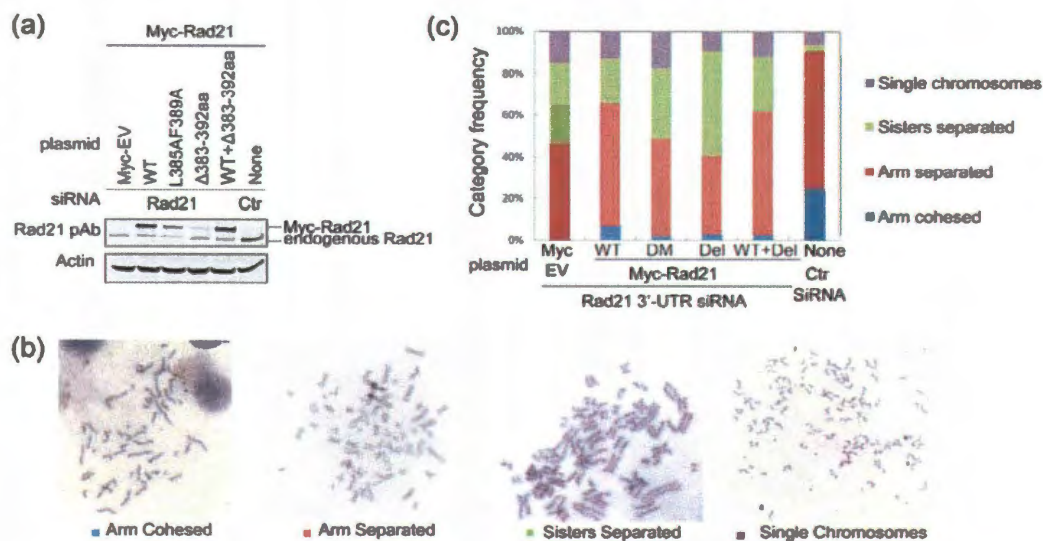 (a)
Myc-Rad21
plasmid
Myc-EV
WT
L385AF389A
Δ383-392aa
WT+Δ383-392aa
None
siRNA Rad21 Ctr
Rad21 pAb
Myc-Rad21
endogenous Rad21
Actin
(c)
Category frequency
100%
80%
60%
40%
20%
0%
Single chromosomes
Sisters separated
Arm separated
Arm cohesed
plasmid
Myc EV
WT DM Del WT+Del None
Myc-Rad21
Ctr SiRNA
Rad21 3'-UTR siRNA
(b)
Arm Cohesed
Arm Separated
Sisters Separated
Single Chromosomes